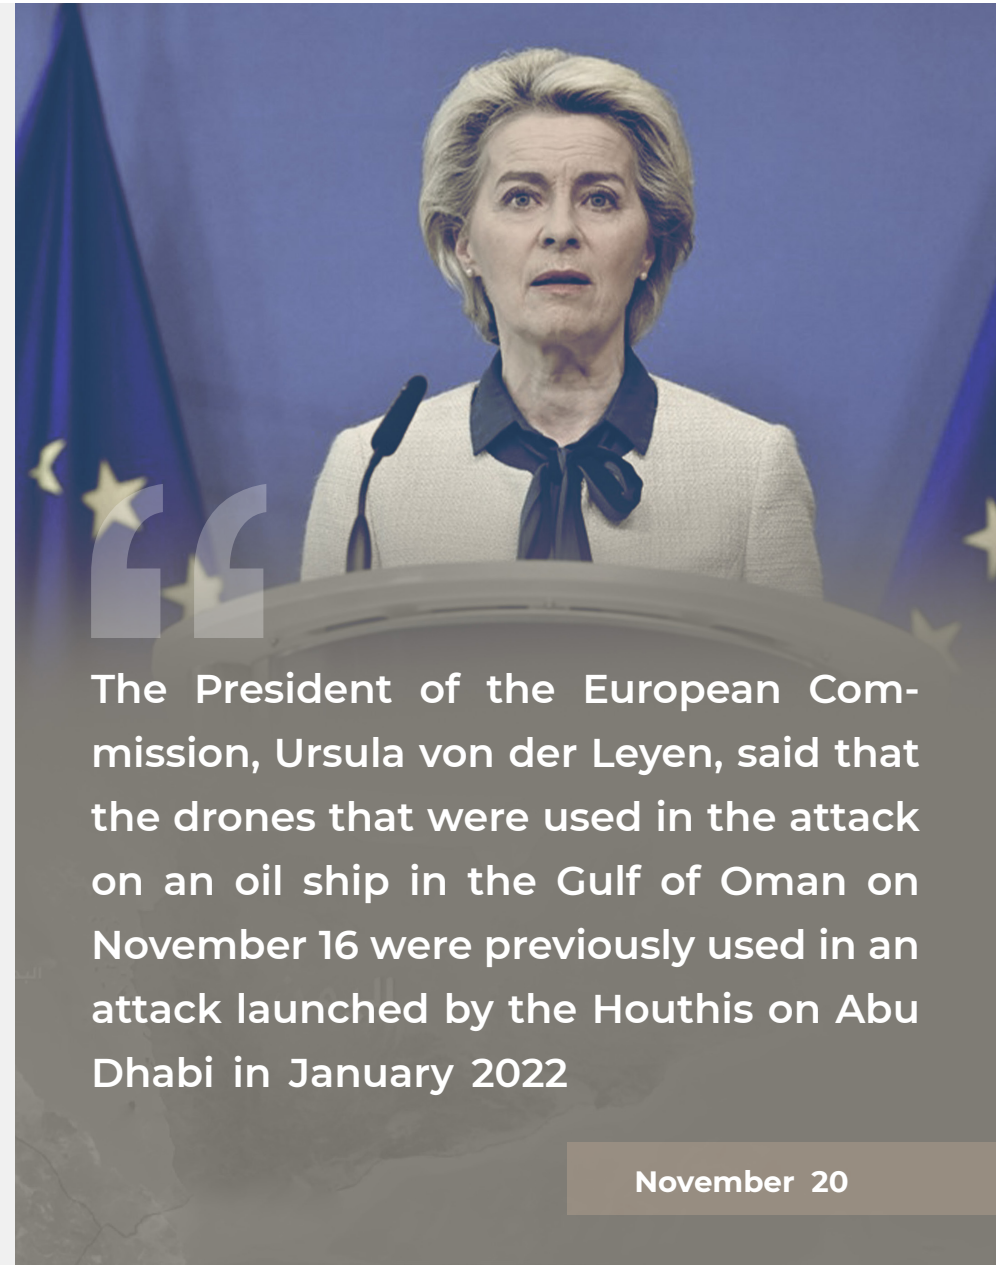 The President of the European Com-
mission, Ursula von der Leyen, said that
the drones that were used in the attack
on an oil ship in the Gulf of Oman on
November 16 were previously used in an
attack launched by the Houthis on Abu
Dhabi in January 2022
November 20